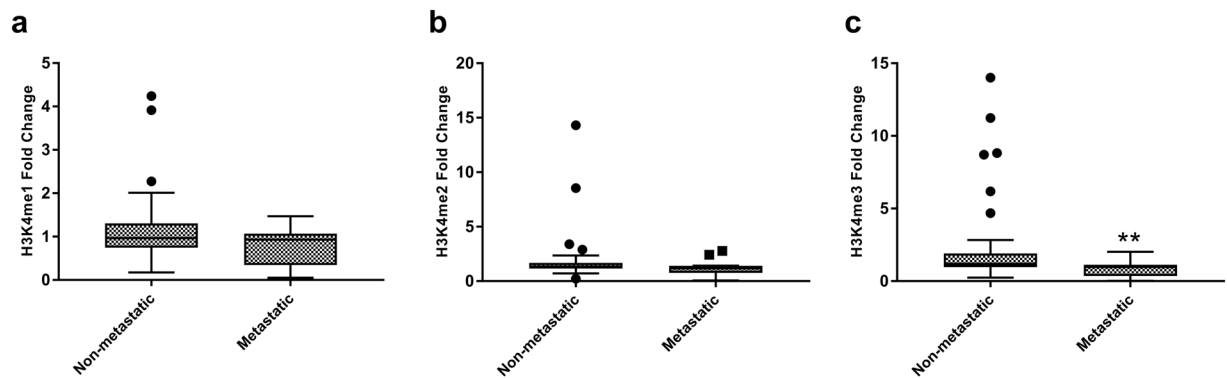 a
b
c
H3K4me1 Fold Change
5
4
3
2
1
0
Non-metastatic
Metastatic
H3K4me2 Fold Change
20
15
10
5
0
Non-metastatic
Metastatic
H3K4me3 Fold Change
15
10
5
0
**
Non-metastatic
Metastatic